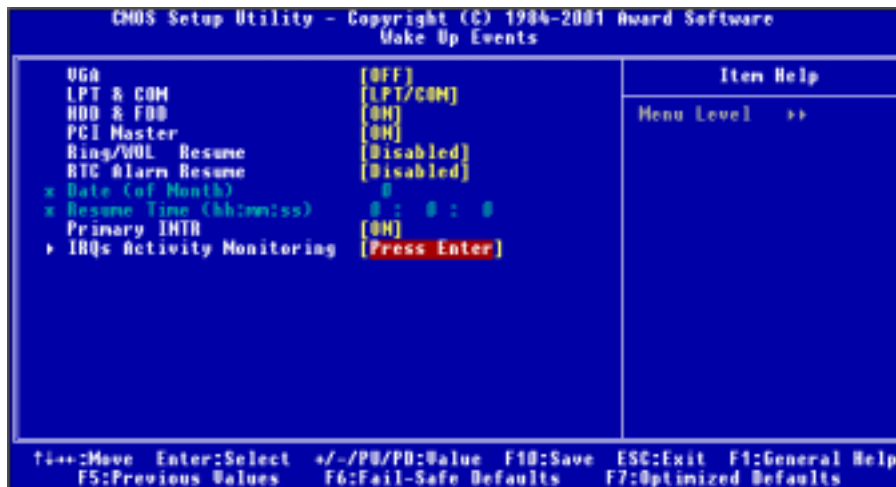 CMOS Setup Utility - Copyright (C) 1984-2001 Award Software
Wake Up Events
VGA [OFF]
LPT & COM [LPT/COM]
HDD & FDD [ON]
PCI Master [ON]
Ring/WOL Resume [Disabled]
RTC Alarm Resume [Disabled]
x Date (of Month) 0
x Resume Time (hh:mm:ss) 0 : 0 : 0
Primary INTR [ON]
▸ IRQs Activity Monitoring [Press Enter]
Item Help
Menu Level ▸▸
↑↓→←:Move Enter:Select +/-/PU/PD:Value F10:Save ESC:Exit F1:General Help
F5:Previous Values F6:Fail-Safe Defaults F7:Optimized Defaults